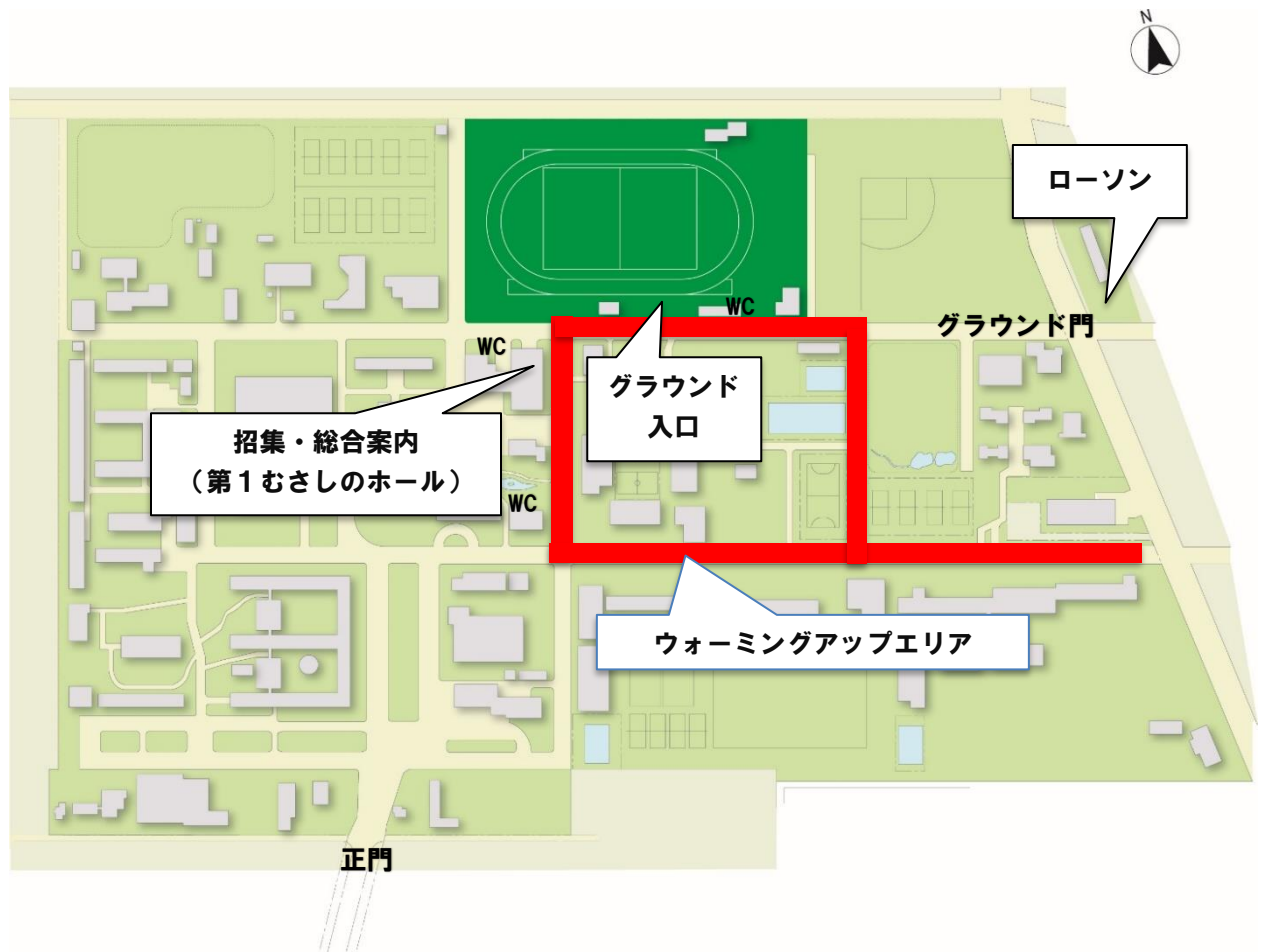 N
ローソン
WC
グラウンド門
WC
グラウンド
入口
招集・総合案内
（第１むさしのホール）
WC
ウォーミングアップエリア
正門